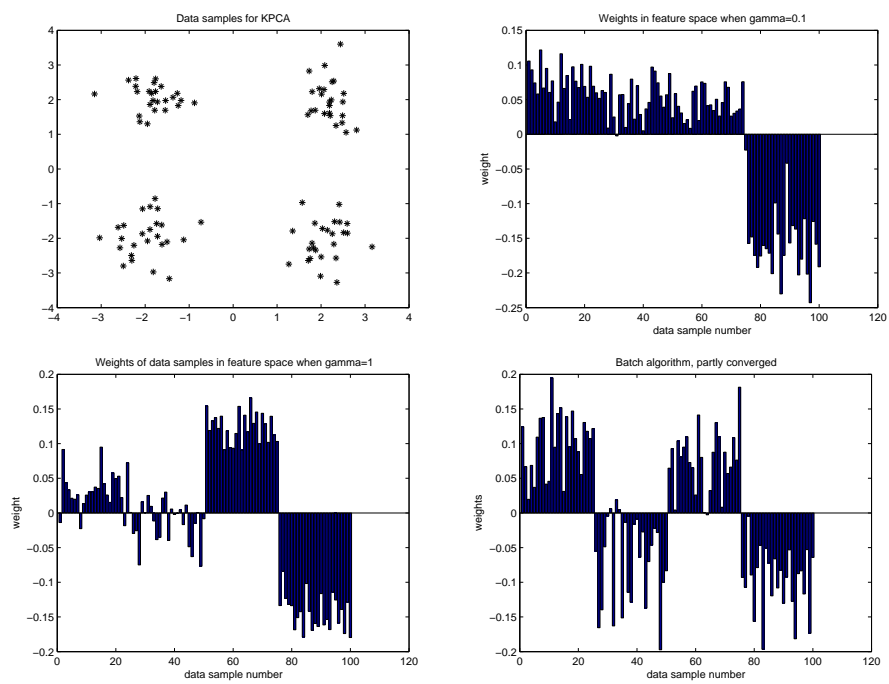 Data samples for KPCA
4
3
2
1
0
−1
−2
−3
−4
−4 −3 −2 −1 0 1 2 3 4
Weights in feature space when gamma=0.1
0.15
0.1
0.05
0
−0.05
−0.1
−0.15
−0.2
−0.25
weight
0 20 40 60 80 100 120
data sample number
Weights of data samples in feature space when gamma=1
0.2
0.15
0.1
0.05
0
−0.05
−0.1
−0.15
−0.2
weight
0 20 40 60 80 100 120
data sample number
Batch algorithm, partly converged
0.2
0.15
0.1
0.05
0
−0.05
−0.1
−0.15
−0.2
weights
0 20 40 60 80 100 120
data sample number